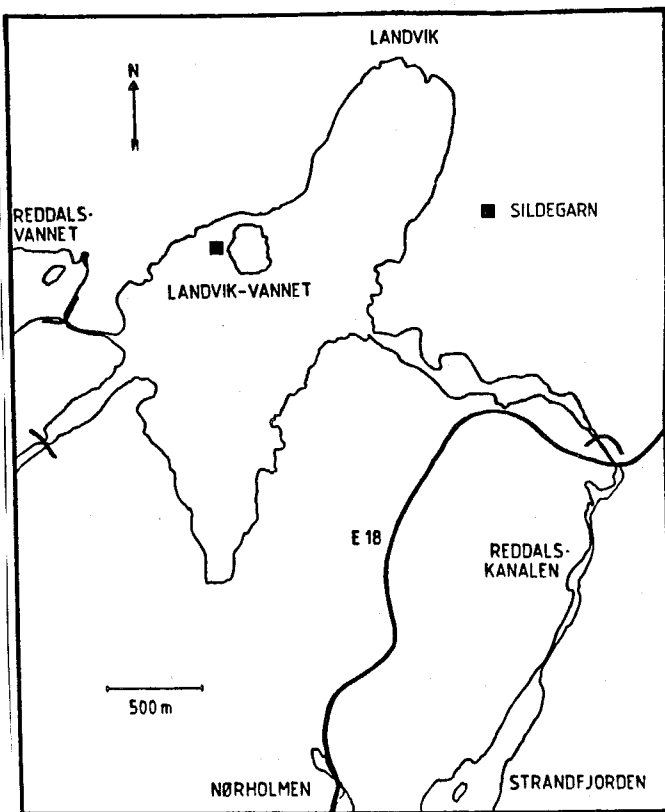 LANDVIK
N
REDDALS-
VANNET
SILDEGARN
LANDVIK-VANNET
E 18
REDDALS-
KANALEN
500 m
NØRHOLMEN
STRANDFJORDEN